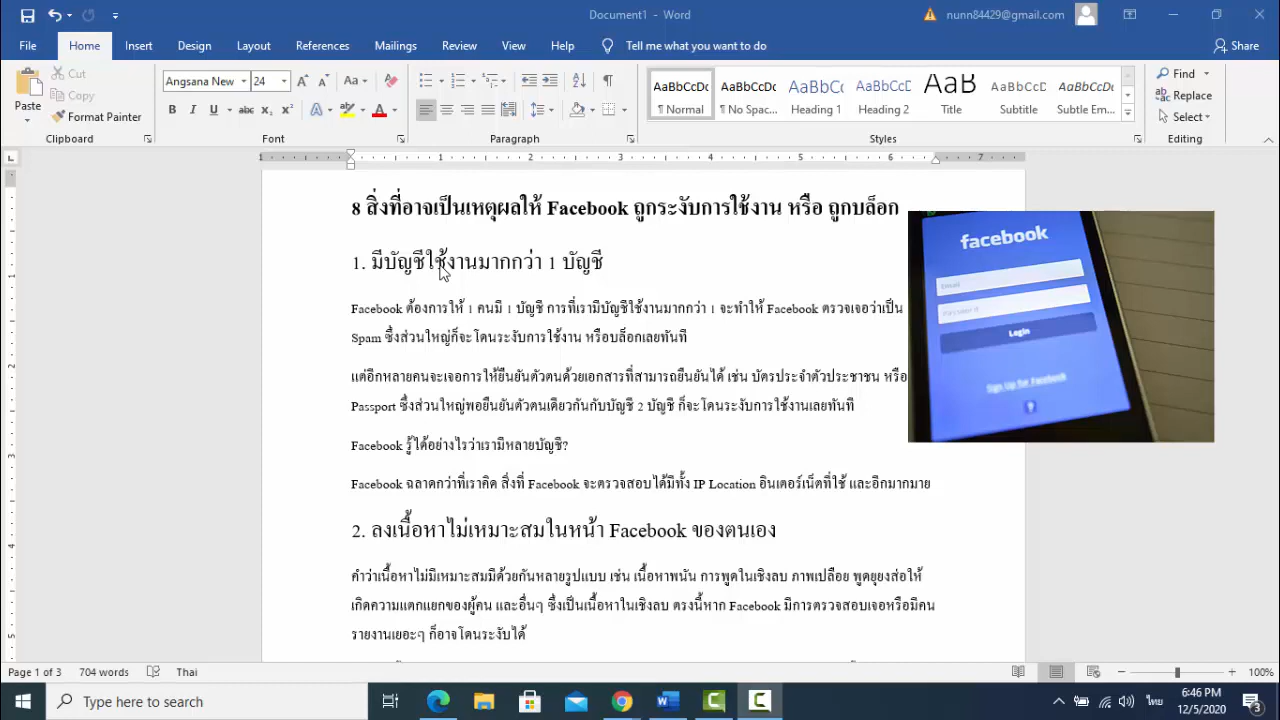 Document1 - Word
nunn84429@gmail.com
File Home Insert Design Layout References Mailings Review View Help Tell me what you want to do Share
Paste
Cut
Copy
Format Painter
Clipboard
Angsana New 24
Aa
B I U abc X2 X2
A
Font
Paragraph
AaBbCcDc AaBbCcDc AaBbCc AaBbCcD AaB AaBbCcD AaBbCcD
¶ Normal ¶ No Spac... Heading 1 Heading 2 Title Subtitle Subtle Em...
Styles
Find
Replace
Select
Editing
1 1 2 3 4 5 6 7
8 สิ่งที่อาจเป็นเหตุผลให้ Facebook ถูกระงับการใช้งาน หรือ ถูกบล็อก
1. มีบัญชีใช้งานมากกว่า 1 บัญชี
Facebook ต้องการให้ 1 คนมี 1 บัญชี การที่เรามีบัญชีใช้งานมากกว่า 1 จะทำให้ Facebook ตรวจเจอว่าเป็น
Spam ซึ่งส่วนใหญ่ก็จะโดนระงับการใช้งาน หรือบล็อกเลยทันที
แต่อีกหลายคนจะเจอการให้ยืนยันตัวตนด้วยเอกสารที่สามารถยืนยันได้ เช่น บัตรประจำตัวประชาชน หรือ
Passport ซึ่งส่วนใหญ่พอยืนยันตัวตนเดียวกันกับบัญชี 2 บัญชี ก็จะโดนระงับการใช้งานเลยทันที
Facebook รู้ได้อย่างไรว่าเรามีหลายบัญชี?
Facebook ฉลาดกว่าที่เราคิด สิ่งที่ Facebook จะตรวจสอบได้มีทั้ง IP Location อินเตอร์เน็ตที่ใช้ และอีกมากมาย
2. ลงเนื้อหาไม่เหมาะสมในหน้า Facebook ของตนเอง
คำว่าเนื้อหาไม่มีเหมาะสมมีด้วยกันหลายรูปแบบ เช่น เนื้อหาพนัน การพูดในเชิงลบ ภาพเปลือย พูดยุยงส่อให้
เกิดความแตกแยกของผู้คน และอื่นๆ ซึ่งเป็นเนื้อหาในเชิงลบ ตรงนี้หาก Facebook มีการตรวจสอบเจอหรือมีคน
รายงานเยอะๆ ก็อาจโดนระงับได้
facebook
Email
Login
Sign Up for Facebook
?
Page 1 of 3 704 words Thai 100%
Type here to search
ไทย
6:46 PM
12/5/2020
3